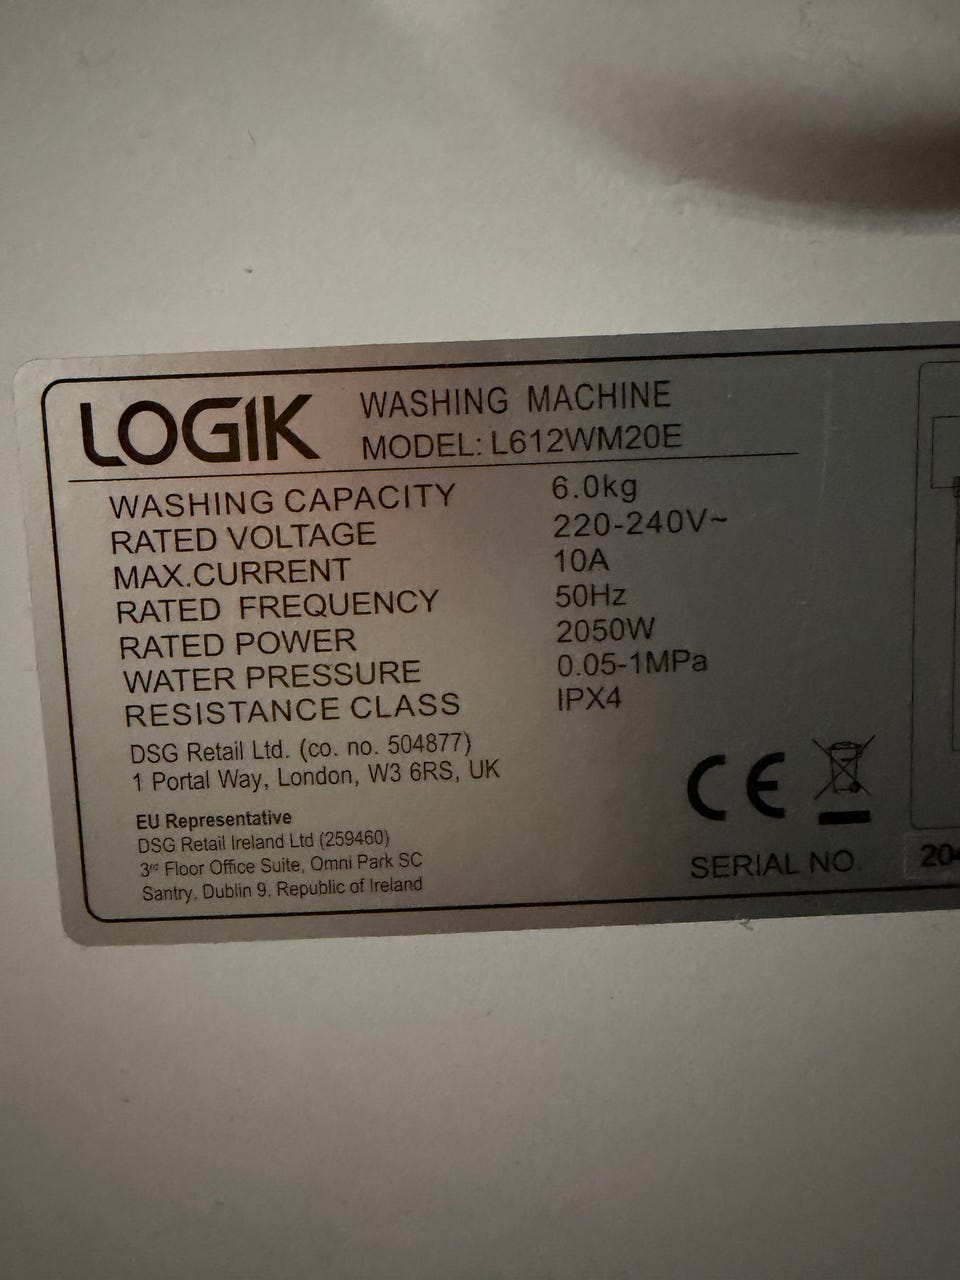 LOGIK
WASHING MACHINE
MODEL: L612WM20E
WASHING CAPACITY 6.0kg
RATED VOLTAGE 220-240V~
MAX.CURRENT 10A
RATED FREQUENCY 50Hz
RATED POWER 2050W
WATER PRESSURE 0.05-1MPa
RESISTANCE CLASS IPX4
DSG Retail Ltd. (co. no. 504877)
1 Portal Way, London, W3 6RS, UK
EU Representative
DSG Retail Ireland Ltd (259460)
3rd Floor Office Suite, Omni Park SC
Santry, Dublin 9, Republic of Ireland
CE
SERIAL NO.